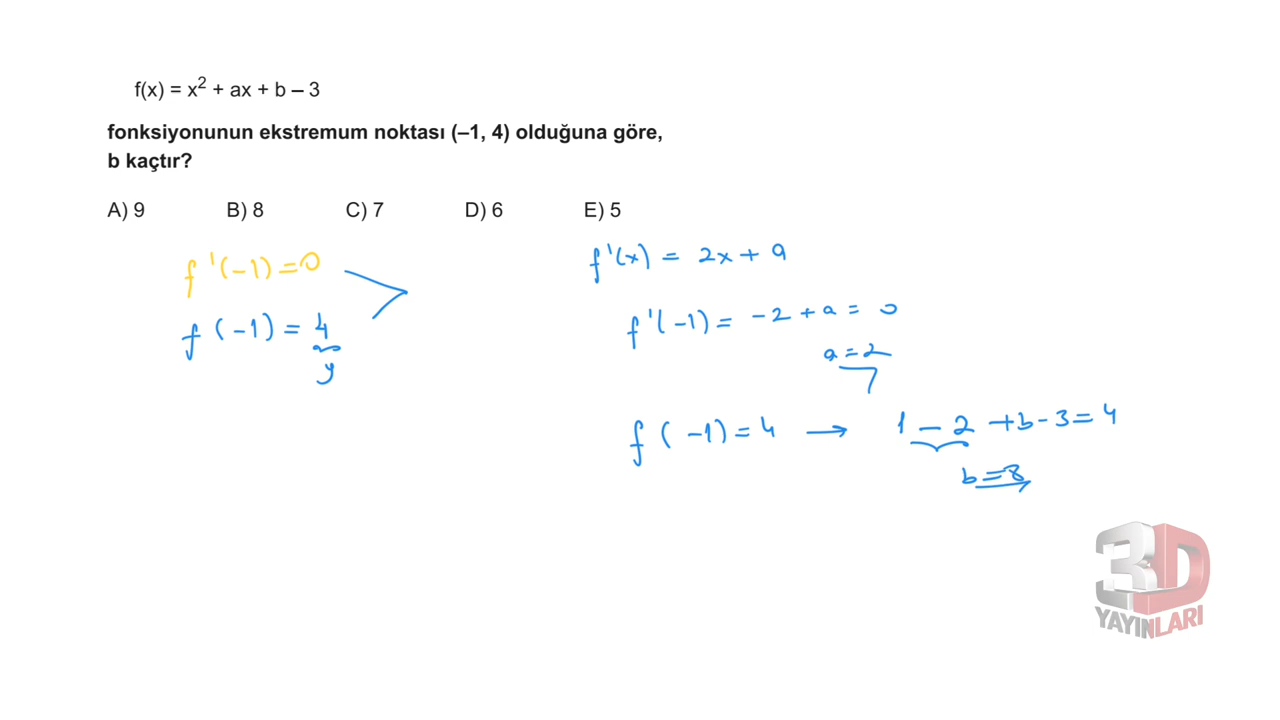 f(x) = x² + ax + b – 3
fonksiyonunun ekstremum noktası (–1, 4) olduğuna göre,
b kaçtır?
A) 9 B) 8 C) 7 D) 6 E) 5
f'(-1) = 0
f(-1) = 4
y
f'(x) = 2x + a
f'(-1) = -2 + a = 0
a = 2
f(-1) = 4 → 1 - 2 + b - 3 = 4
b = 8
3D
YAYINLARI